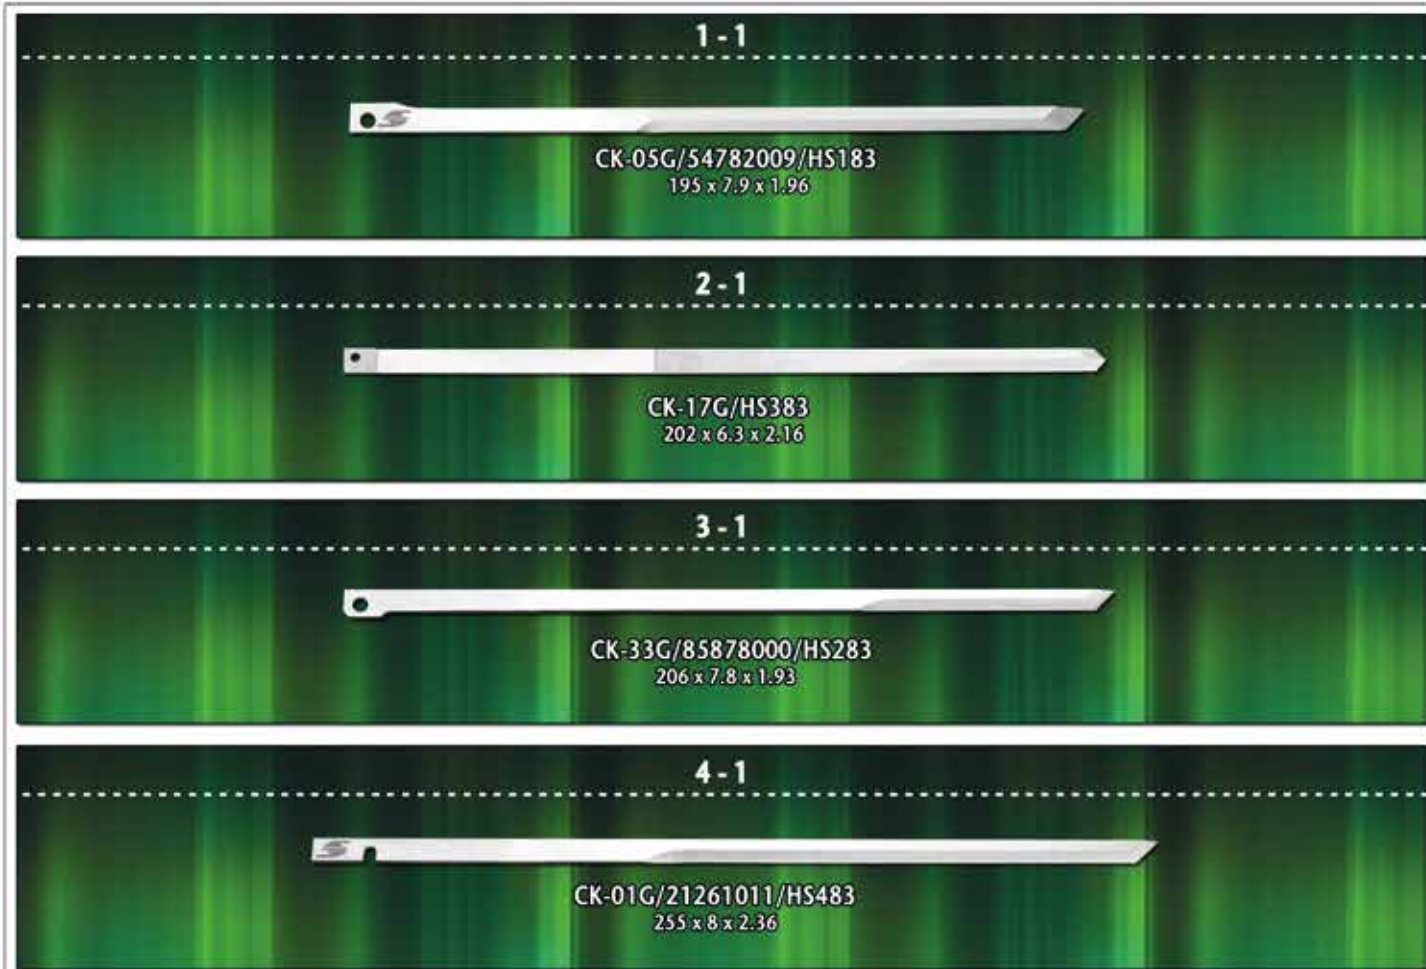 1 - 1
CK-05G/54782009/HS183
195 x 7.9 x 1.96
2 - 1
CK-17G/HS383
202 x 6.3 x 2.16
3 - 1
CK-33G/85878000/HS283
206 x 7.8 x 1.93
4 - 1
CK-01G/21261011/HS483
255 x 8 x 2.36